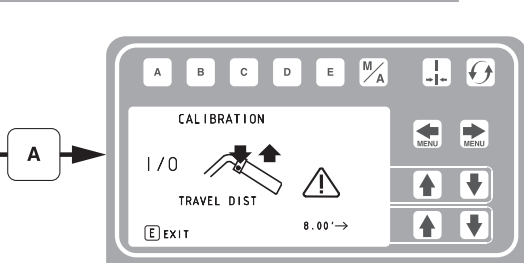 A B C D E M/A
CALIBRATION
MENU MENU
A
I/O
TRAVEL DIST
E EXIT
8.00'→